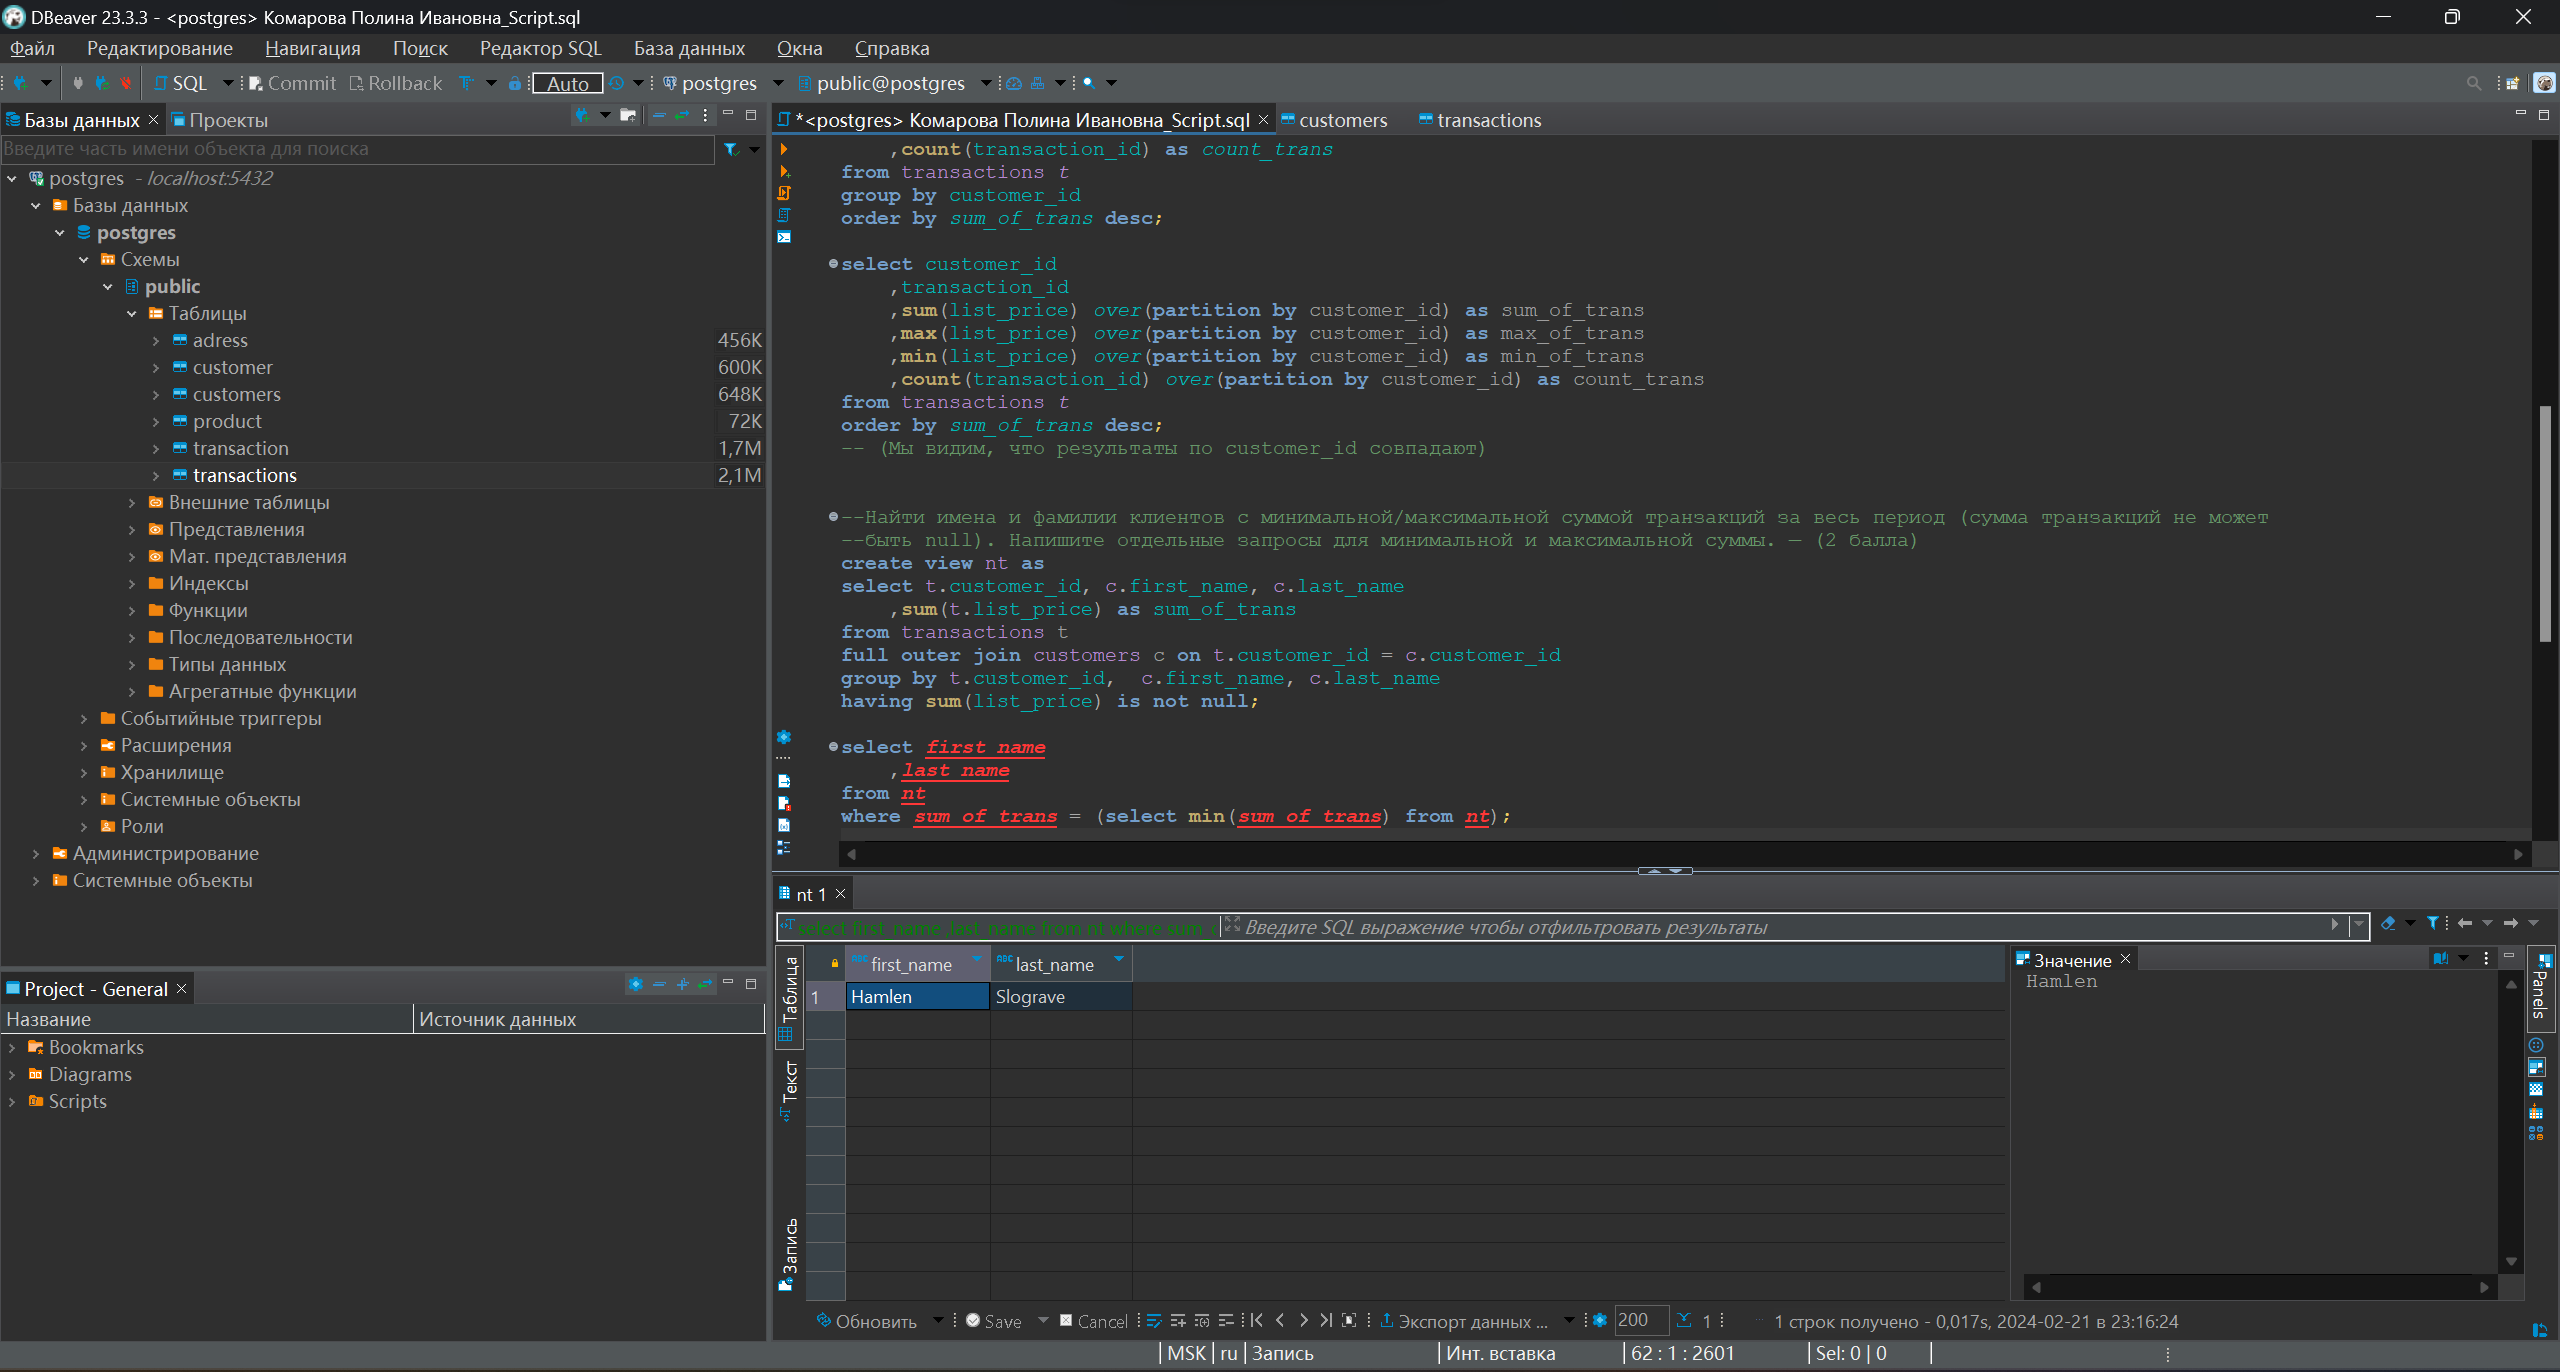 DBeaver 23.3.3 - <postgres> Комарова Полина Ивановна_Script.sql
Файл Редактирование Навигация Поиск Редактор SQL База данных Окна Справка
SQL Commit Rollback Auto postgres public@postgres
Базы данных Проекты
Введите часть имени объекта для поиска
postgres - localhost:5432
Базы данных
postgres
Схемы
public
Таблицы
adress 456K
customer 600K
customers 648K
product 72K
transaction 1,7M
transactions 2,1M
Внешние таблицы
Представления
Мат. представления
Индексы
Функции
Последовательности
Типы данных
Агрегатные функции
Событийные триггеры
Расширения
Хранилище
Системные объекты
Роли
Администрирование
Системные объекты
Project - General
Название Источник данных
Bookmarks
Diagrams
Scripts
*<postgres> Комарова Полина Ивановна_Script.sql customers transactions
,count(transaction_id) as count_trans
from transactions t
group by customer_id
order by sum_of_trans desc;
select customer_id
,transaction_id
,sum(list_price) over(partition by customer_id) as sum_of_trans
,max(list_price) over(partition by customer_id) as max_of_trans
,min(list_price) over(partition by customer_id) as min_of_trans
,count(transaction_id) over(partition by customer_id) as count_trans
from transactions t
order by sum_of_trans desc;
-- (Мы видим, что результаты по customer_id совпадают)
--Найти имена и фамилии клиентов с минимальной/максимальной суммой транзакций за весь период (сумма транзакций не может
--быть null). Напишите отдельные запросы для минимальной и максимальной суммы. — (2 балла)
create view nt as
select t.customer_id, c.first_name, c.last_name
,sum(t.list_price) as sum_of_trans
from transactions t
full outer join customers c on t.customer_id = c.customer_id
group by t.customer_id,  c.first_name, c.last_name
having sum(list_price) is not null;
select first_name
,last_name
from nt
where sum_of_trans = (select min(sum_of_trans) from nt);
nt 1
select first_name ,last_name from nt where sum_ Введите SQL выражение чтобы отфильтровать результаты
Таблица
Текст
Запись
first_name last_name
1 Hamlen Slograve
Значение
Hamlen
Panels
Обновить Save Cancel Экспорт данных ... 200 1 1 строк получено - 0,017s, 2024-02-21 в 23:16:24
MSK ru Запись Инт. вставка 62 : 1 : 2601 Sel: 0 | 0